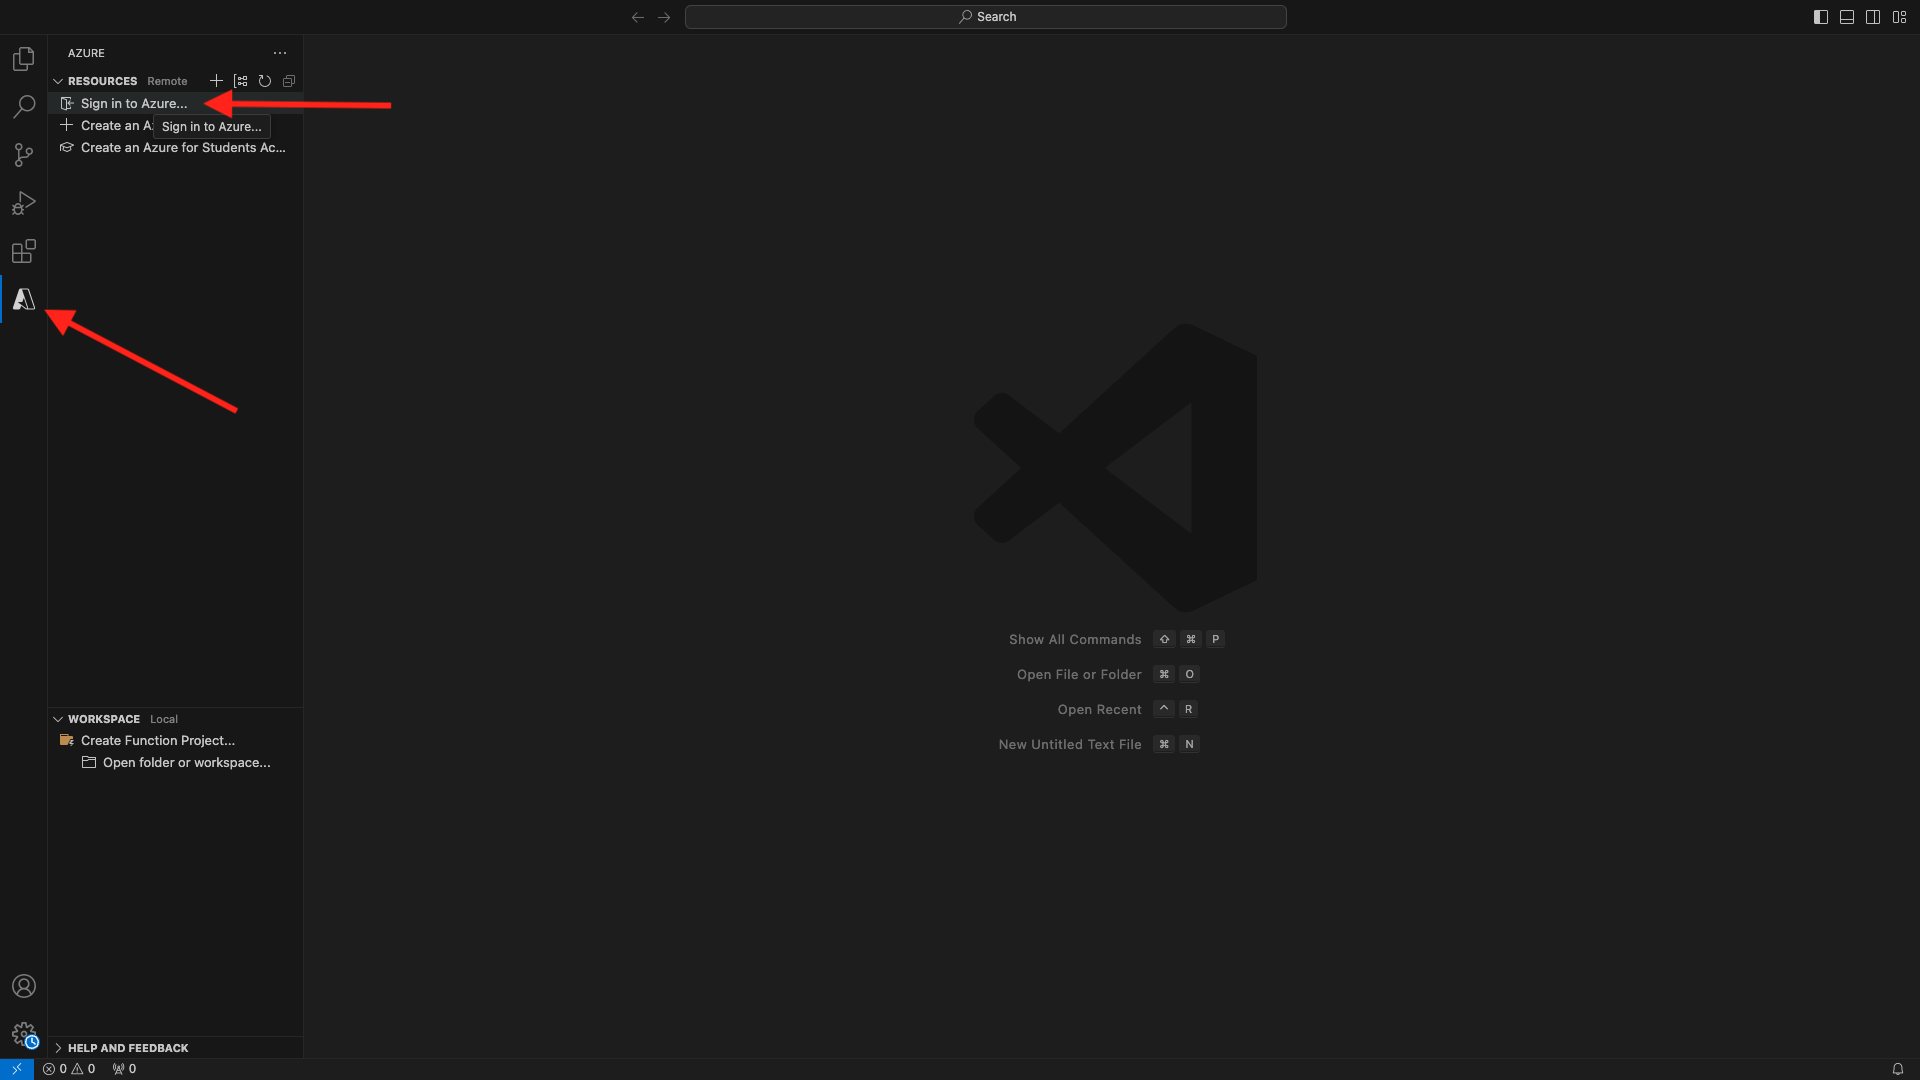 Search
AZURE
RESOURCES Remote
Sign in to Azure...
Create an A
Sign in to Azure...
Create an Azure for Students Ac...
Show All Commands ⇧ ⌘ P
Open File or Folder ⌘ O
Open Recent ^ R
New Untitled Text File ⌘ N
WORKSPACE Local
Create Function Project...
Open folder or workspace...
HELP AND FEEDBACK
0 0 0